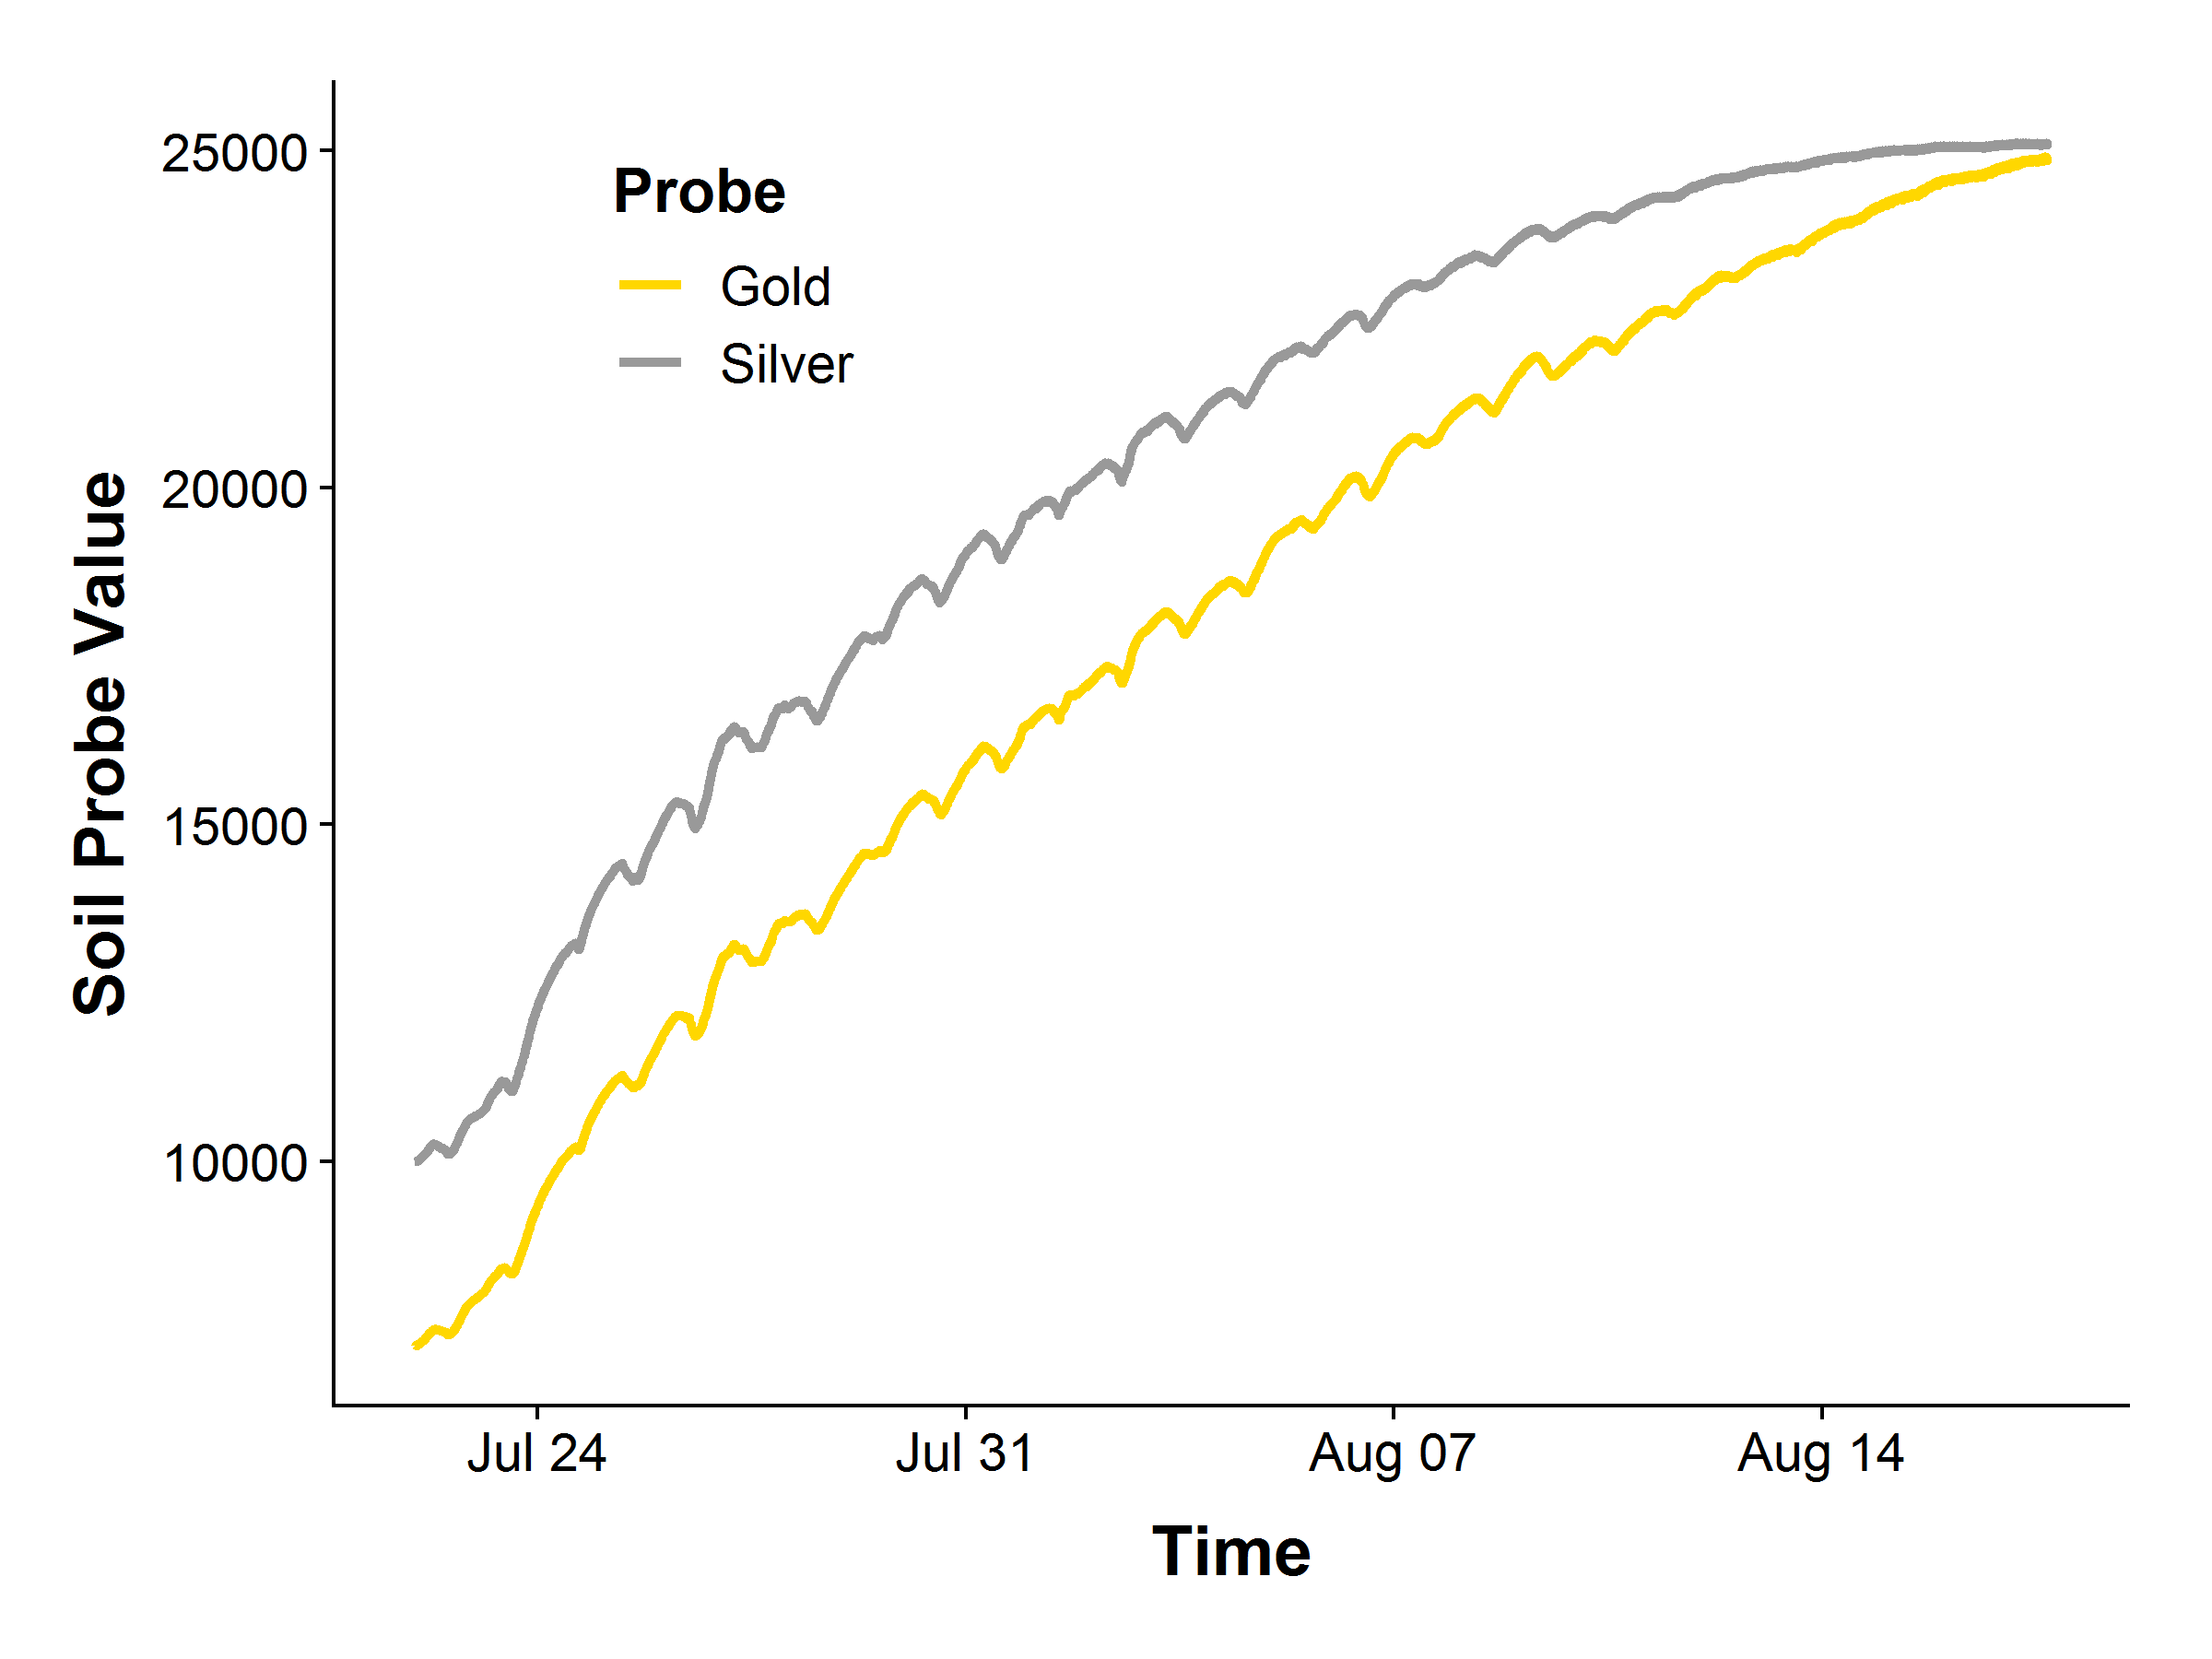 25000
20000
15000
10000
Soil Probe Value
Probe
Gold
Silver
Jul 24
Jul 31
Aug 07
Aug 14
Time